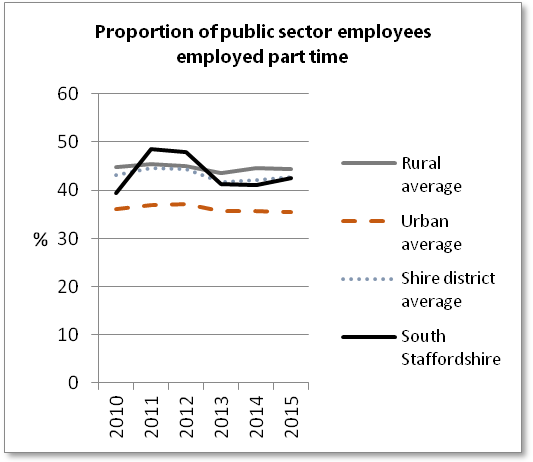 Proportion of public sector employees
employed part time
60
50
40
30
20
10
0
%
2010
2011
2012
2013
2014
2015
Rural
average
Urban
average
Shire district
average
South
Staffordshire